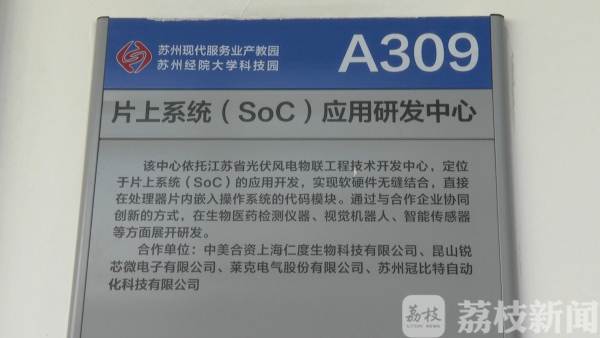 苏州现代服务业产教园
苏州经院大学科技园
A309
片上系统（SoC）应用研发中心
该中心依托江苏省光伏风电物联工程技术开发中心，定位
于片上系统（SoC）的应用开发，实现软硬件无缝结合，直接
在处理器片内嵌入操作系统的代码模块。通过与合作企业协同
创新的方式，在生物医药检测仪器、视觉机器人、智能传感器
等方面展开研发。
合作单位：中美合资上海仁度生物科技有限公司、昆山锐
芯微电子有限公司、莱克电气股份有限公司、苏州冠比特自动
化科技有限公司
荔枝
LITCHI NEWS
荔枝新闻